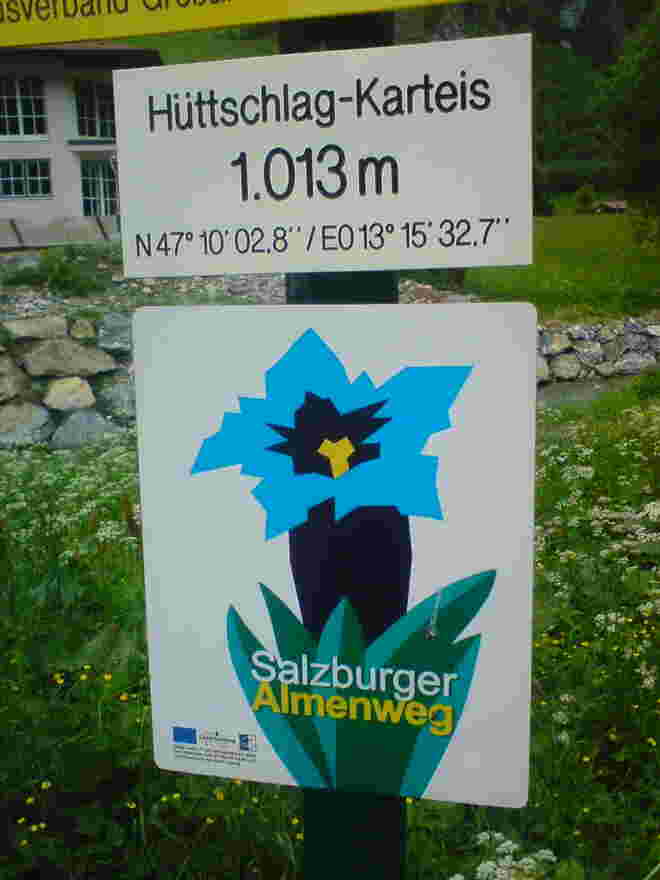 Hüttschlag-Karteis
1.013 m
N 47° 10' 02.8'' / E0 13° 15' 32.7''
Salzburger
Almenweg